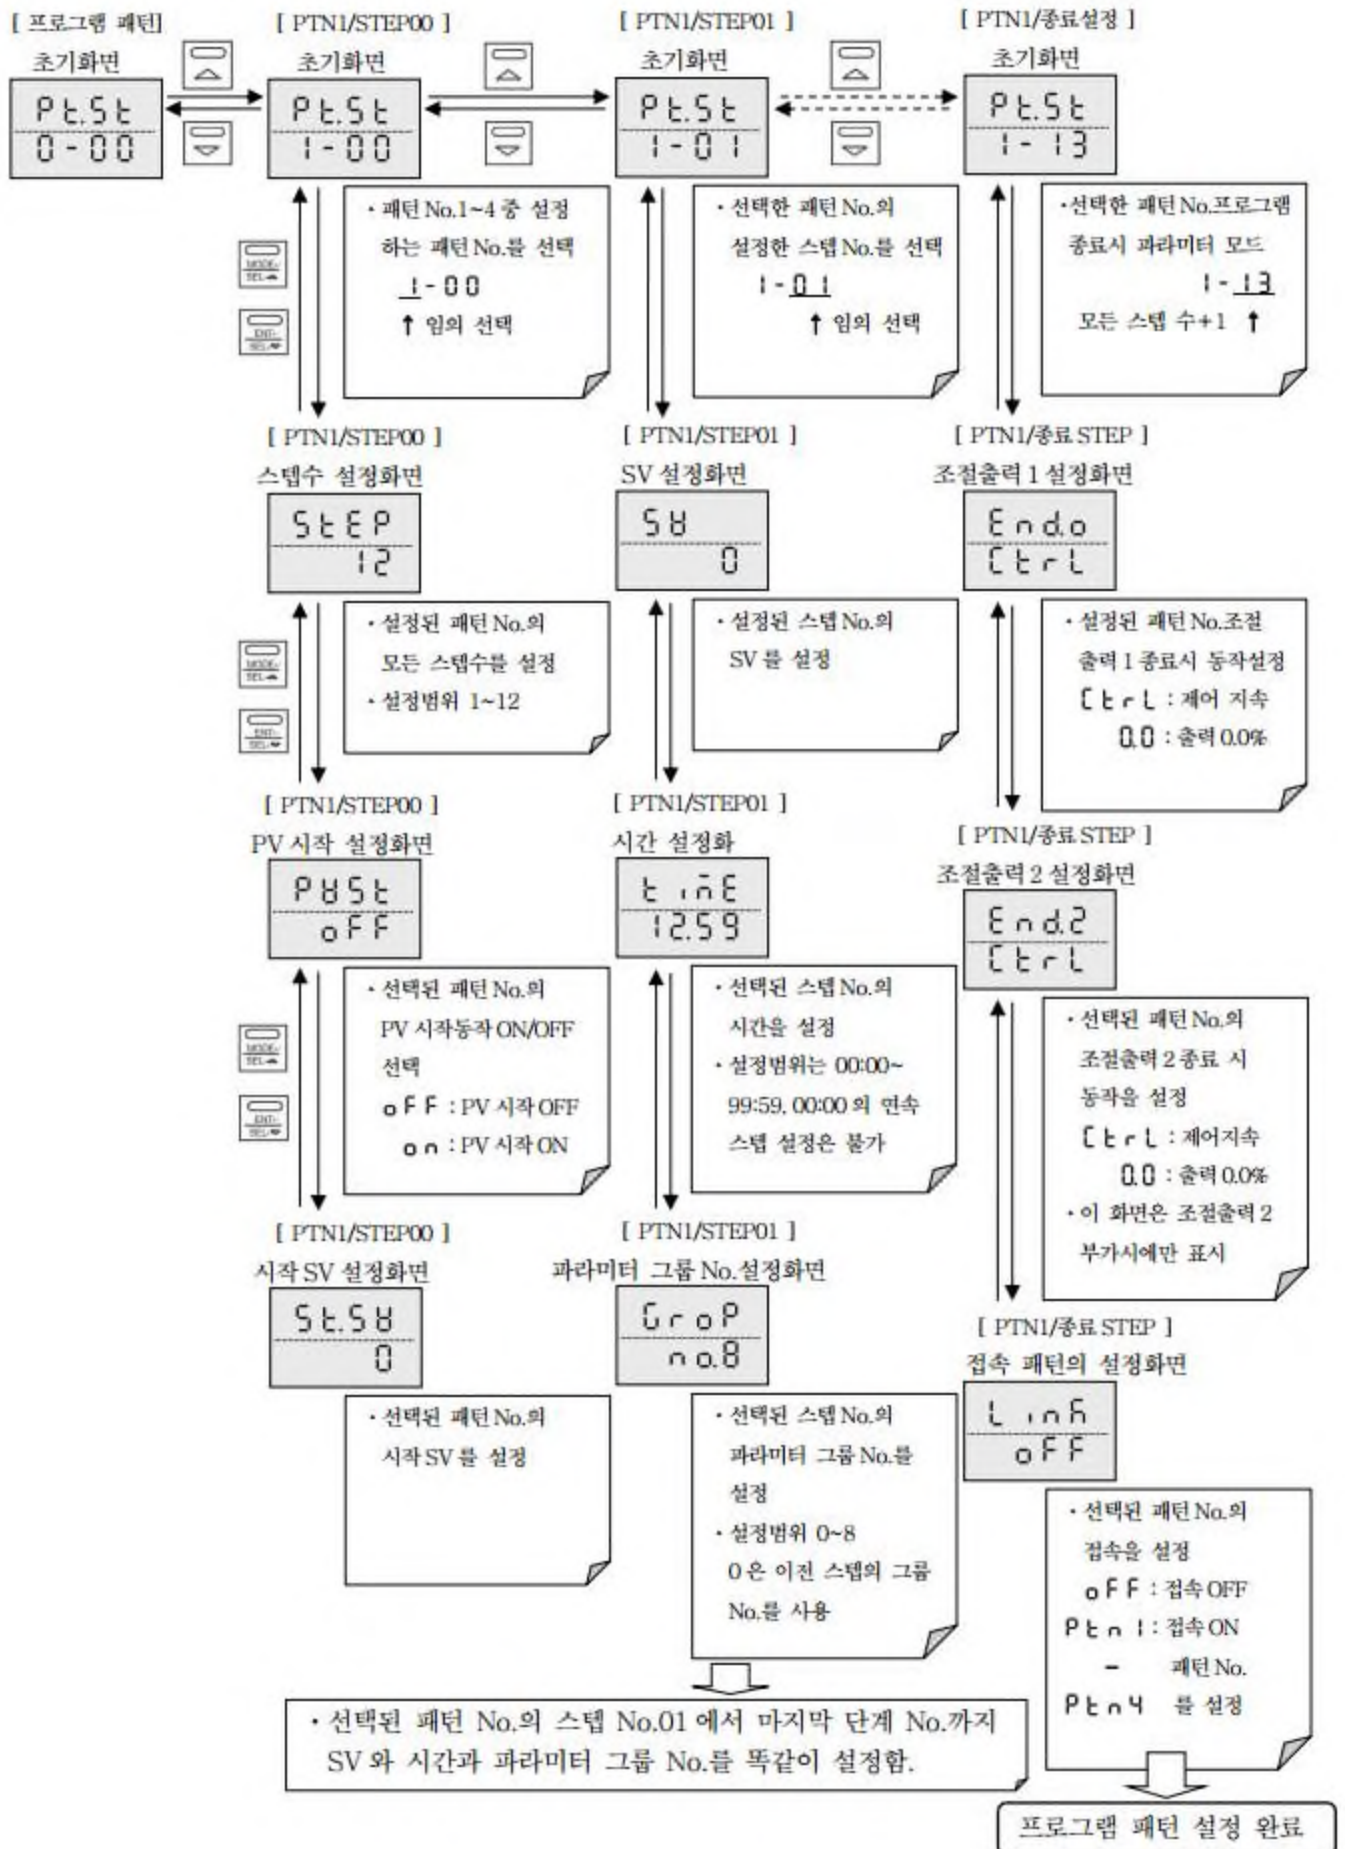 [ 프로그램 패턴]
초기화면
Pt.St
0-00
[ PTN1/STEP00 ]
초기화면
Pt.St
1-00
[ PTN1/STEP01 ]
초기화면
Pt.St
1-01
[ PTN1/종료설정 ]
초기화면
Pt.St
1-13
MODE/
SEL
ENT/
SEL
· 패턴 No.1~4 중 설정
하는 패턴 No.를 선택
1-00
↑ 임의 선택
· 선택한 패턴 No.의
설정한 스텝 No.를 선택
1-01
↑ 임의 선택
·선택한 패턴 No.프로그램
종료시 파라미터 모드
1-13
모든 스텝 수+1 ↑
[ PTN1/STEP00 ]
스텝수 설정화면
StEP
12
[ PTN1/STEP01 ]
SV 설정화면
SV
0
[ PTN1/종료 STEP ]
조절출력 1 설정화면
End.o
Ctrl
MODE/
SEL
ENT/
SEL
· 설정된 패턴 No.의
모든 스텝수를 설정
· 설정범위 1~12
· 설정된 스텝 No.의
SV 를 설정
· 설정된 패턴 No.조절
출력 1 종료시 동작설정
Ctrl : 제어 지속
0.0 : 출력 0.0%
[ PTN1/STEP00 ]
PV 시작 설정화면
PVSt
oFF
[ PTN1/STEP01 ]
시간 설정화
timE
12.59
[ PTN1/종료 STEP ]
조절출력 2 설정화면
End.2
Ctrl
MODE/
SEL
ENT/
SEL
· 선택된 패턴 No.의
PV 시작동작 ON/OFF
선택
oFF : PV 시작 OFF
on : PV 시작 ON
· 선택된 스텝 No.의
시간을 설정
· 설정범위는 00:00~
99:59, 00:00 의 연속
스텝 설정은 불가
· 선택된 패턴 No.의
조절출력 2 종료 시
동작을 설정
Ctrl : 제어지속
0.0 : 출력 0.0%
· 이 화면은 조절출력 2
부가시에만 표시
[ PTN1/STEP00 ]
시작 SV 설정화면
St.SV
0
[ PTN1/STEP01 ]
파라미터 그룹 No.설정화면
GroP
no.8
[ PTN1/종료 STEP ]
접속 패턴의 설정화면
Link
oFF
· 선택된 패턴 No.의
시작 SV 를 설정
· 선택된 스텝 No.의
파라미터 그룹 No.를
설정
· 설정범위 0~8
0 은 이전 스텝의 그룹
No.를 사용
· 선택된 패턴 No.의
접속을 설정
oFF : 접속 OFF
Ptn1 : 접속 ON
- 패턴 No.
Ptn4 를 설정
· 선택된 패턴 No.의 스텝 No.01 에서 마지막 단계 No.까지
SV 와 시간과 파라미터 그룹 No.를 똑같이 설정함.
프로그램 패턴 설정 완료